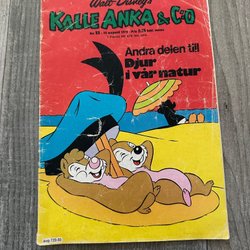 Walt Disney's
KALLE ANKA & C:O
Andra delen till
Djur
i vår natur